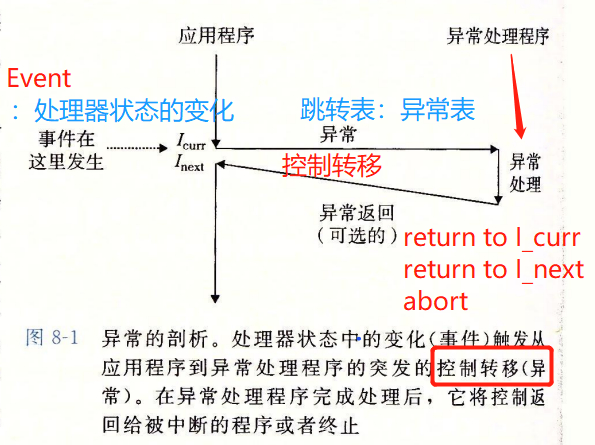 应用程序
异常处理程序
Event
：处理器状态的变化
跳转表：异常表
事件在
这里发生
I_curr
I_next
异常
控制转移
异常
处理
异常返回
（可选的）
return to I_curr
return to I_next
abort
图 8-1 异常的剖析。处理器状态中的变化(事件)触发从
应用程序到异常处理程序的突发的控制转移(异
常)。在异常处理程序完成处理后，它将控制返
回给被中断的程序或者终止